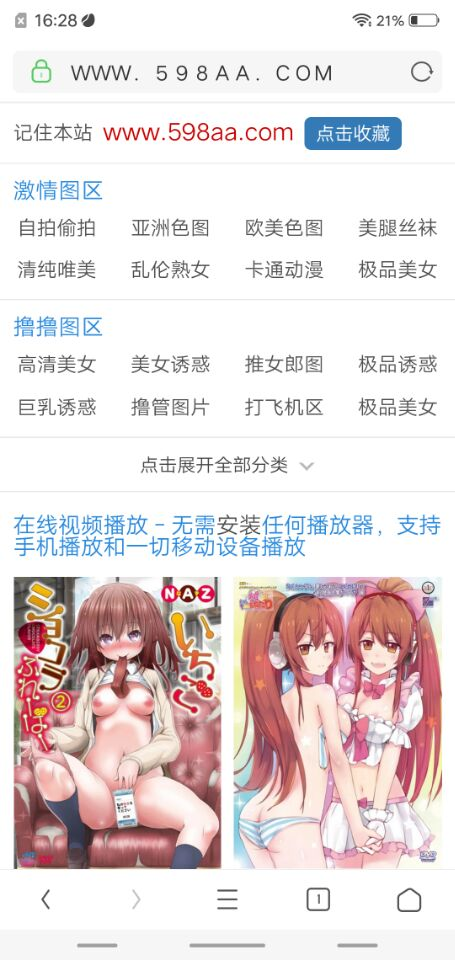 16:28
21%
WWW.598AA.COM
记住本站 www.598aa.com 点击收藏
激情图区
自拍偷拍 亚洲色图 欧美色图 美腿丝袜
清纯唯美 乱伦熟女 卡通动漫 极品美女
撸撸图区
高清美女 美女诱惑 推女郎图 极品诱惑
巨乳诱惑 撸管图片 打飞机区 极品美女
点击展开全部分类
在线视频播放 - 无需安装任何播放器，支持
手机播放和一切移动设备播放
N·A·Z
いちごショコラふれーばー
2
1